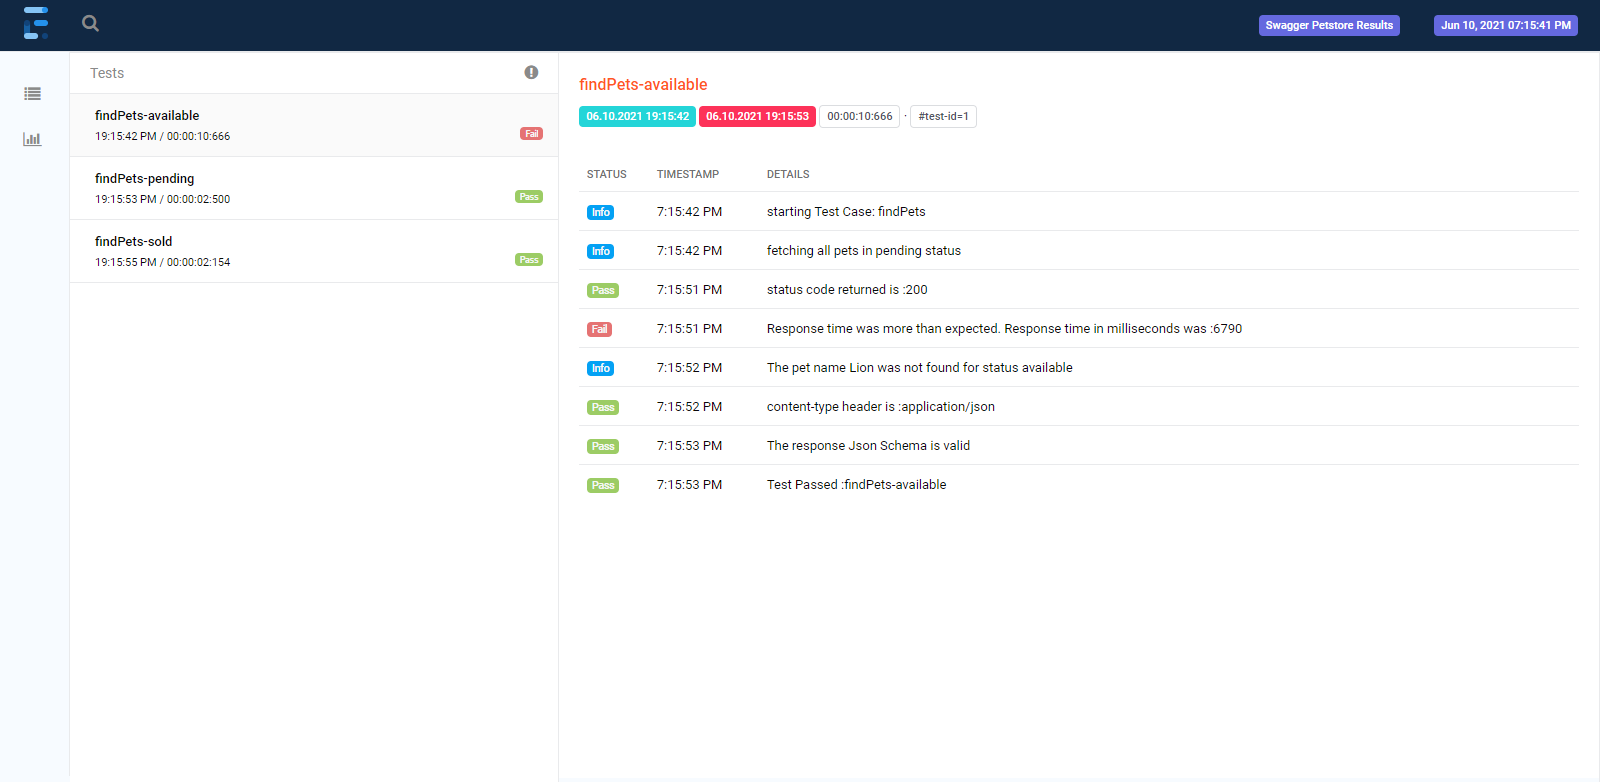 Swagger Petstore Results
Jun 10, 2021 07:15:41 PM
Tests
findPets-available
19:15:42 PM / 00:00:10:666
Fail
findPets-pending
19:15:53 PM / 00:00:02:500
Pass
findPets-sold
19:15:55 PM / 00:00:02:154
Pass
findPets-available
06.10.2021 19:15:42 06.10.2021 19:15:53 00:00:10:666 · #test-id=1
STATUS TIMESTAMP DETAILS
Info 7:15:42 PM starting Test Case: findPets
Info 7:15:42 PM fetching all pets in pending status
Pass 7:15:51 PM status code returned is :200
Fail 7:15:51 PM Response time was more than expected. Response time in milliseconds was :6790
Info 7:15:52 PM The pet name Lion was not found for status available
Pass 7:15:52 PM content-type header is :application/json
Pass 7:15:53 PM The response Json Schema is valid
Pass 7:15:53 PM Test Passed :findPets-available